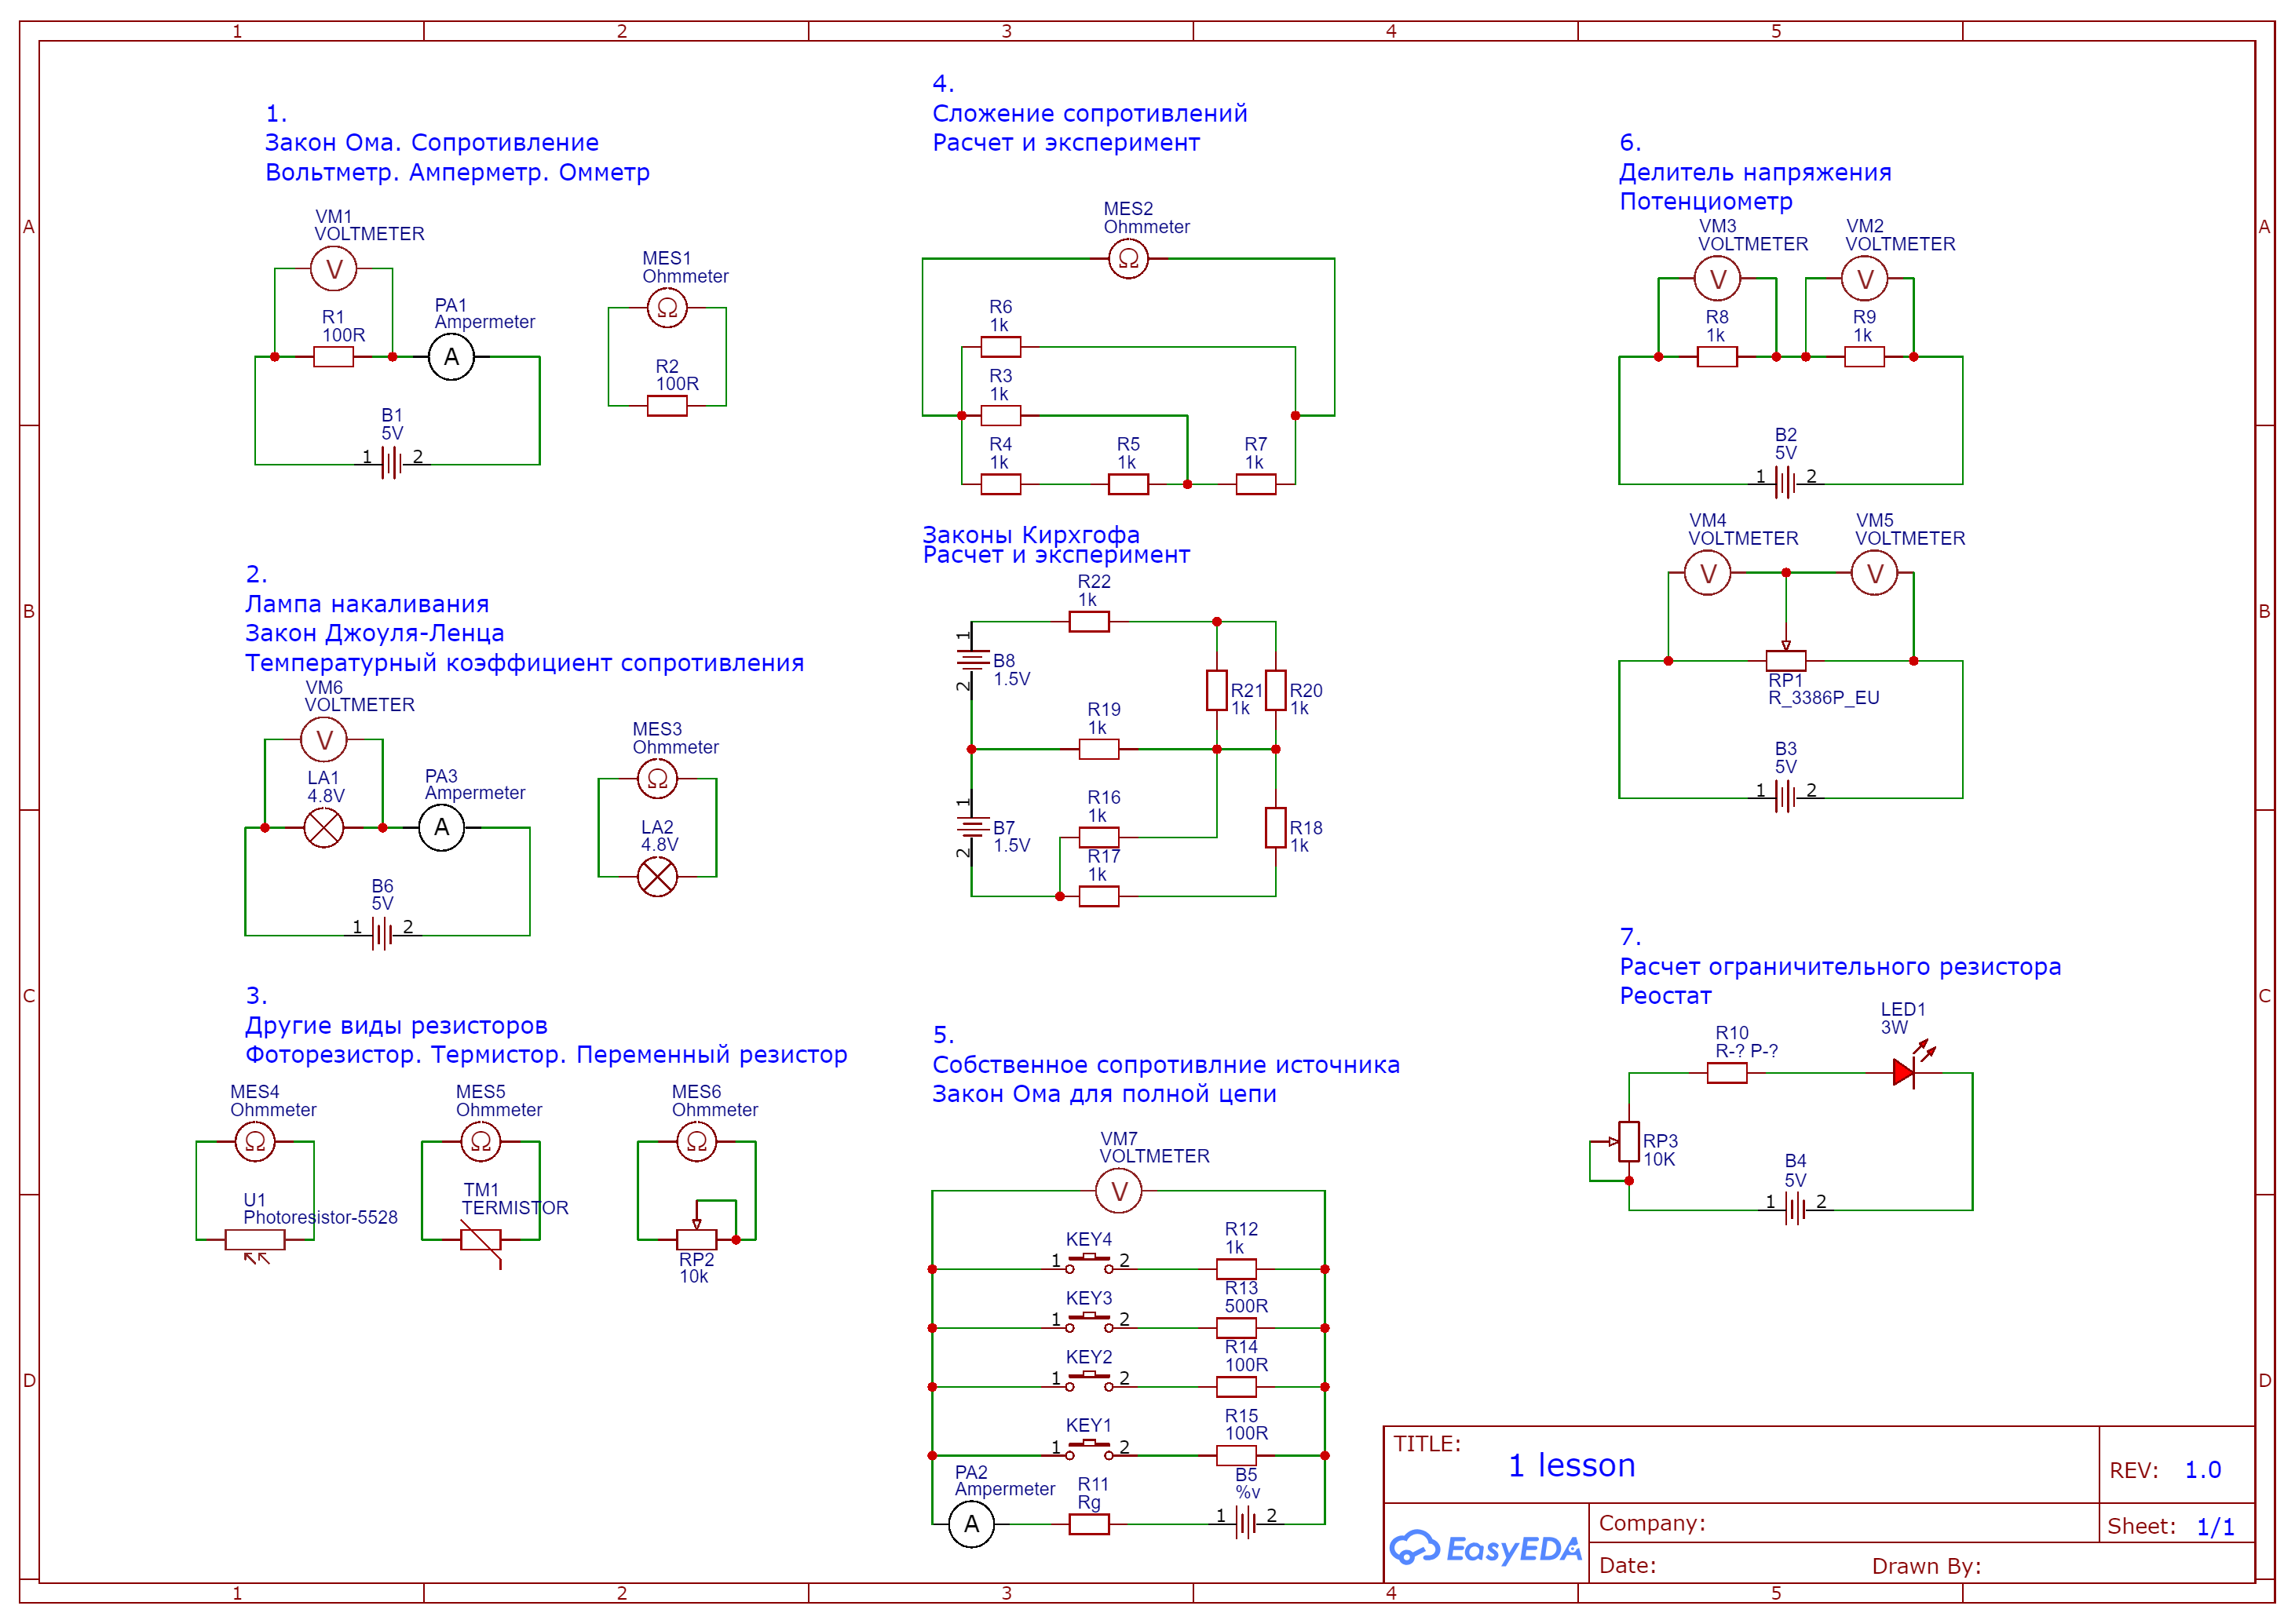 1
2
3
4
5
A
B
C
D
1.
Закон Ома. Сопротивление
Вольтметр. Амперметр. Омметр
VM1
VOLTMETER
V
R1
100R
PA1
Ampermeter
A
B1
5V
1
2
MES1
Ohmmeter
Ω
R2
100R
2.
Лампа накаливания
Закон Джоуля-Ленца
Температурный коэффициент сопротивления
VM6
VOLTMETER
V
LA1
4.8V
PA3
Ampermeter
A
B6
5V
1
2
MES3
Ohmmeter
Ω
LA2
4.8V
3.
Другие виды резисторов
Фоторезистор. Термистор. Переменный резистор
MES4
Ohmmeter
Ω
U1
Photoresistor-5528
MES5
Ohmmeter
Ω
TM1
TERMISTOR
MES6
Ohmmeter
Ω
RP2
10k
4.
Сложение сопротивлений
Расчет и эксперимент
MES2
Ohmmeter
Ω
R6
1k
R3
1k
R4
1k
R5
1k
R7
1k
Законы Кирхгофа
Расчет и эксперимент
R22
1k
1
B8
1.5V
2
R21
1k
R20
1k
R19
1k
1
B7
1.5V
2
R16
1k
R17
1k
R18
1k
5.
Собственное сопротивлние источника
Закон Ома для полной цепи
VM7
VOLTMETER
V
KEY4
1
2
R12
1k
KEY3
1
2
R13
500R
KEY2
1
2
R14
100R
KEY1
1
2
R15
100R
PA2
Ampermeter
A
R11
Rg
B5
%v
1
2
6.
Делитель напряжения
Потенциометр
VM3
VOLTMETER
V
VM2
VOLTMETER
V
R8
1k
R9
1k
B2
5V
1
2
VM4
VOLTMETER
V
VM5
VOLTMETER
V
RP1
R_3386P_EU
B3
5V
1
2
7.
Расчет ограничительного резистора
Реостат
LED1
3W
R10
R-? P-?
RP3
10K
B4
5V
1
2
A
B
C
D
TITLE:
1 lesson
REV: 1.0
EasyEDA
Company:
Sheet: 1/1
Date:
Drawn By:
1
2
3
4
5